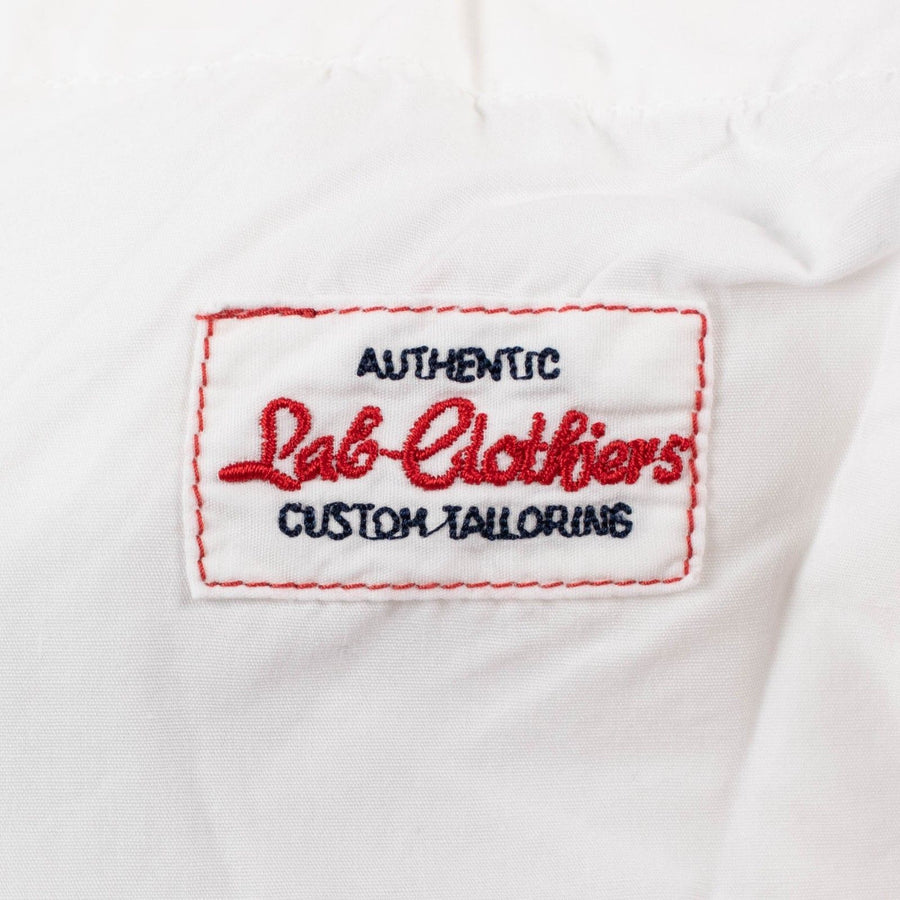 AUTHENTIC
Lab-Clothiers
CUSTOM TAILORING